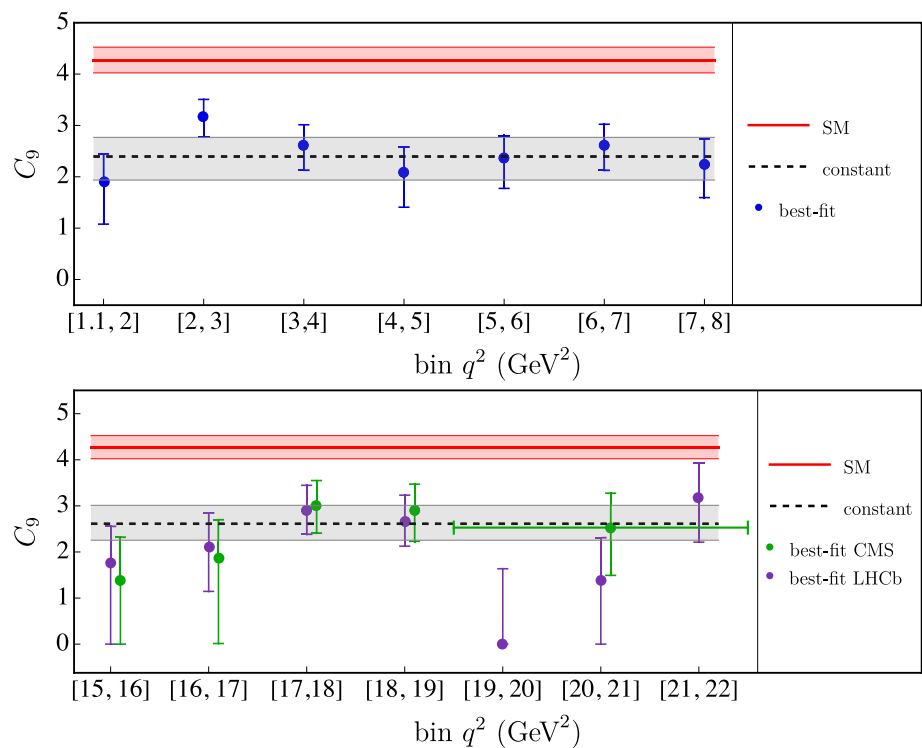 5
4
3
2
1
0
C₉
[1.1, 2] [2, 3] [3,4] [4, 5] [5, 6] [6, 7] [7, 8]
bin q² (GeV²)
SM
constant
best-fit
5
4
3
2
1
0
C₉
[15, 16] [16, 17] [17,18] [18, 19] [19, 20] [20, 21] [21, 22]
bin q² (GeV²)
SM
constant
best-fit CMS
best-fit LHCb